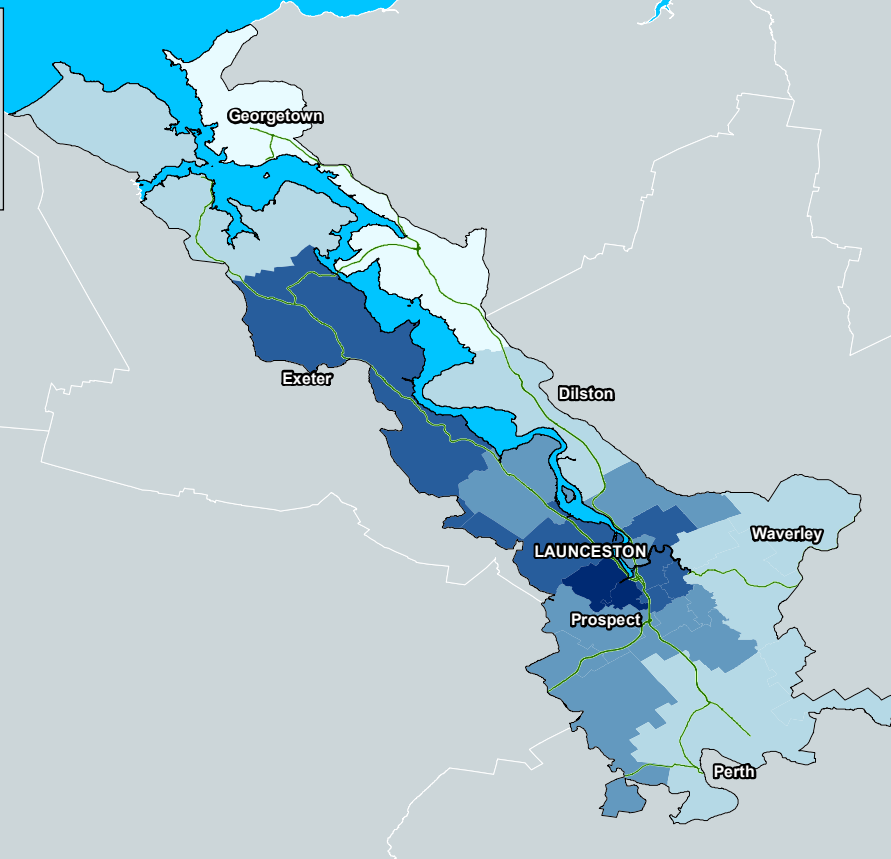 Georgetown
Exeter
Dilston
Waverley
LAUNCESTON
Prospect
Perth